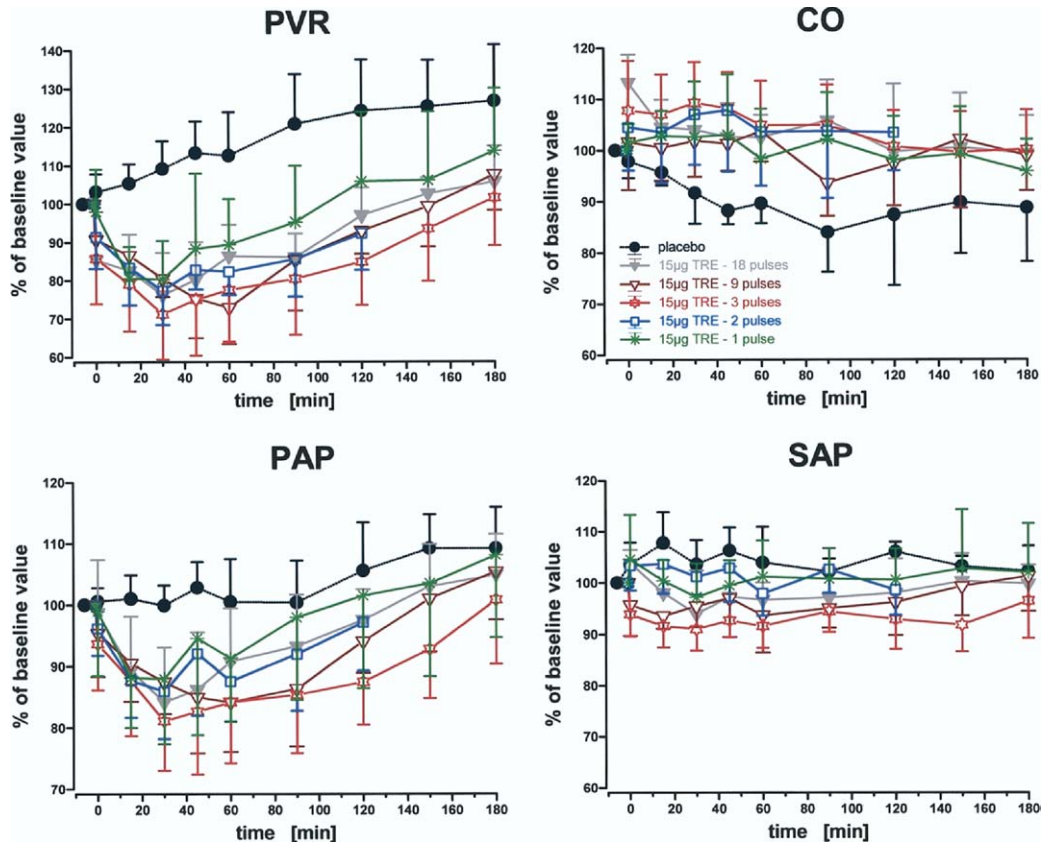 PVR
% of baseline value
140
130
120
110
100
90
80
70
60
0 20 40 60 80 100 120 140 160 180
time [min]
CO
% of baseline value
120
110
100
90
80
70
60
placebo
15µg TRE - 18 pulses
15µg TRE - 9 pulses
15µg TRE - 3 pulses
15µg TRE - 2 pulses
15µg TRE - 1 pulse
0 20 40 60 80 100 120 140 160 180
time [min]
PAP
% of baseline value
120
110
100
90
80
70
0 20 40 60 80 100 120 140 160 180
time [min]
SAP
% of baseline value
120
110
100
90
80
70
60
0 20 40 60 80 100 120 140 160 180
time [min]